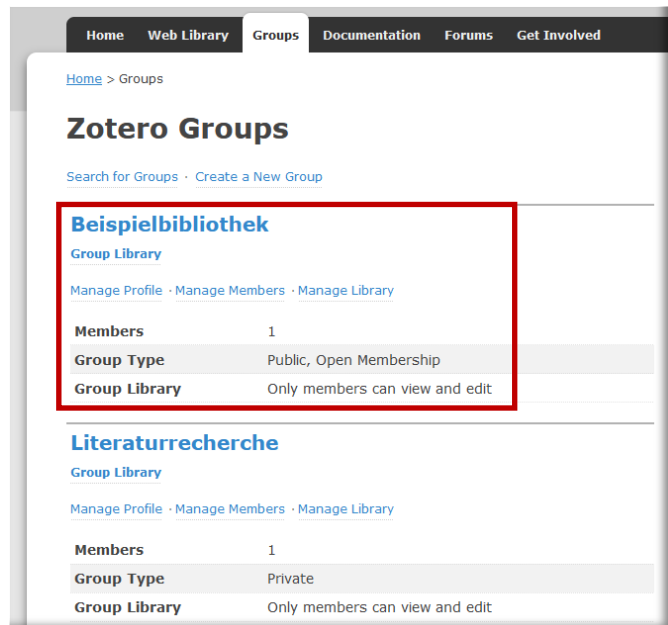 Home Web Library Groups Documentation Forums Get Involved
Home > Groups
Zotero Groups
Search for Groups · Create a New Group
Beispielbibliothek
Group Library
Manage Profile · Manage Members · Manage Library
Members 1
Group Type Public, Open Membership
Group Library Only members can view and edit
Literaturrecherche
Group Library
Manage Profile · Manage Members · Manage Library
Members 1
Group Type Private
Group Library Only members can view and edit